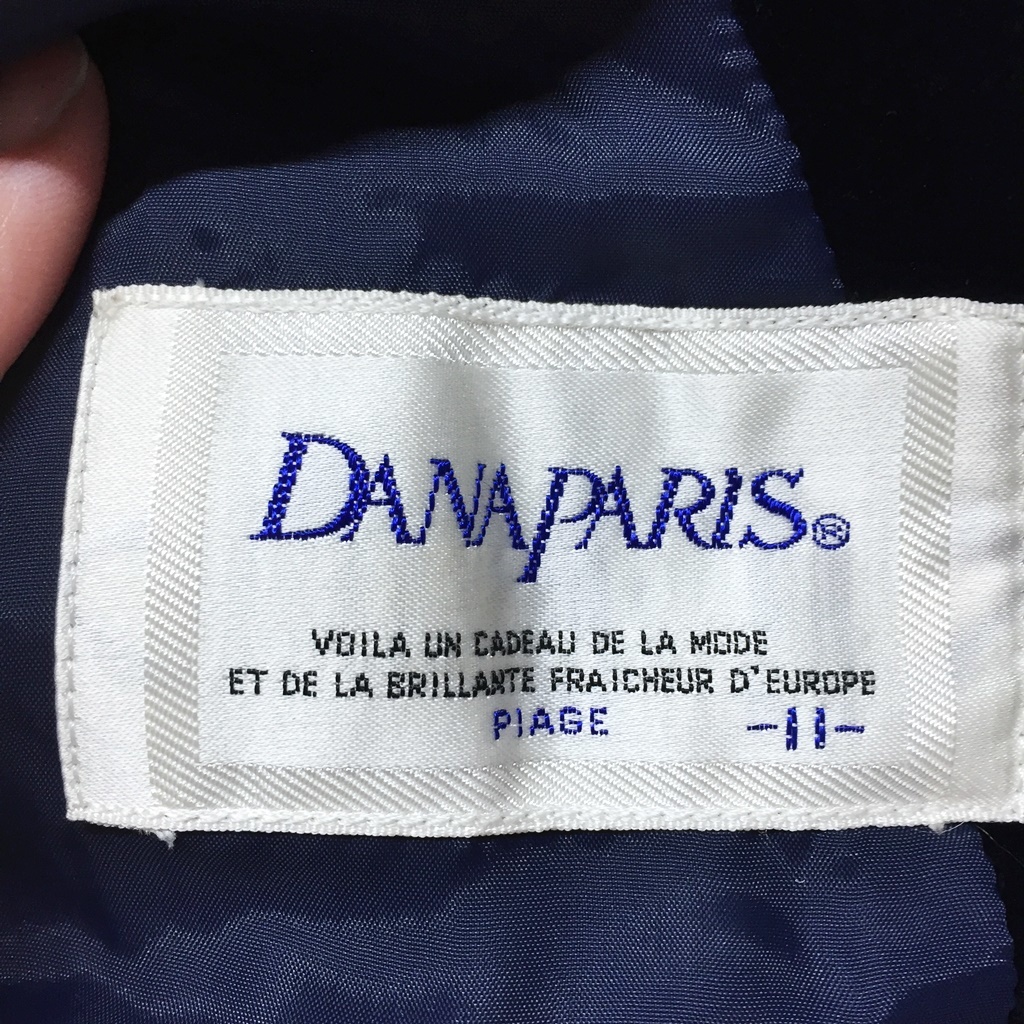 DANAPARIS®
VOILA UN CADEAU DE LA MODE
ET DE LA BRILLANTE FRAICHEUR D'EUROPE
PIAGE -11-